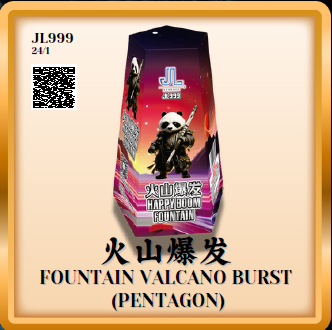 JL999
24/1
JL
JL999
火山爆发
HAPPY BOOM
FOUNTAIN
火山爆发
FOUNTAIN VALCANO BURST
(PENTAGON)